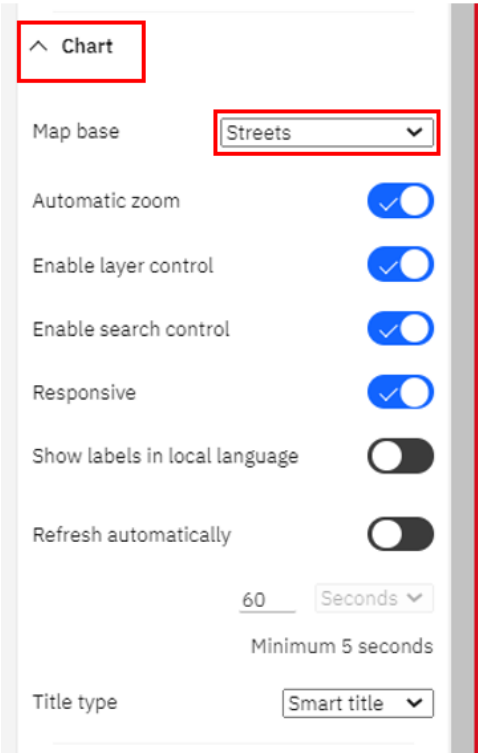 Chart
Map base Streets
Automatic zoom
Enable layer control
Enable search control
Responsive
Show labels in local language
Refresh automatically
60 Seconds
Minimum 5 seconds
Title type Smart title